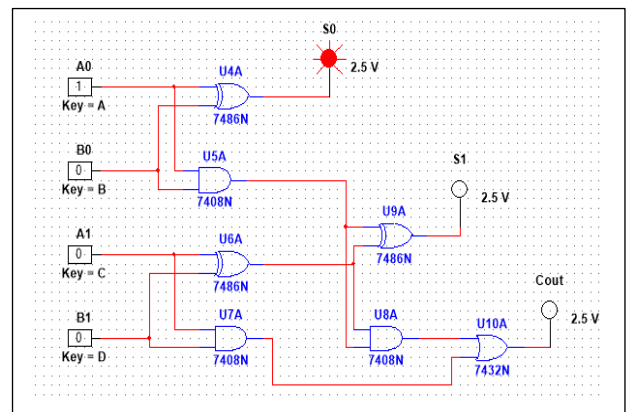 S0
2.5 V
A0
1
Key = A
U4A
7486N
B0
0
Key = B
U5A
7408N
S1
2.5 V
U9A
7486N
A1
0
Key = C
U6A
7486N
Cout
2.5 V
B1
0
Key = D
U7A
7408N
U8A
7408N
U10A
7432N